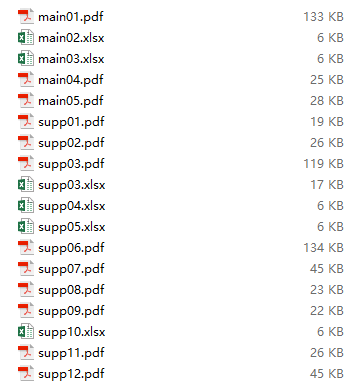 main01.pdf 133 KB
main02.xlsx 6 KB
main03.xlsx 6 KB
main04.pdf 25 KB
main05.pdf 28 KB
supp01.pdf 19 KB
supp02.pdf 26 KB
supp03.pdf 119 KB
supp03.xlsx 17 KB
supp04.xlsx 6 KB
supp05.xlsx 6 KB
supp06.pdf 134 KB
supp07.pdf 45 KB
supp08.pdf 23 KB
supp09.pdf 22 KB
supp10.xlsx 6 KB
supp11.pdf 26 KB
supp12.pdf 45 KB